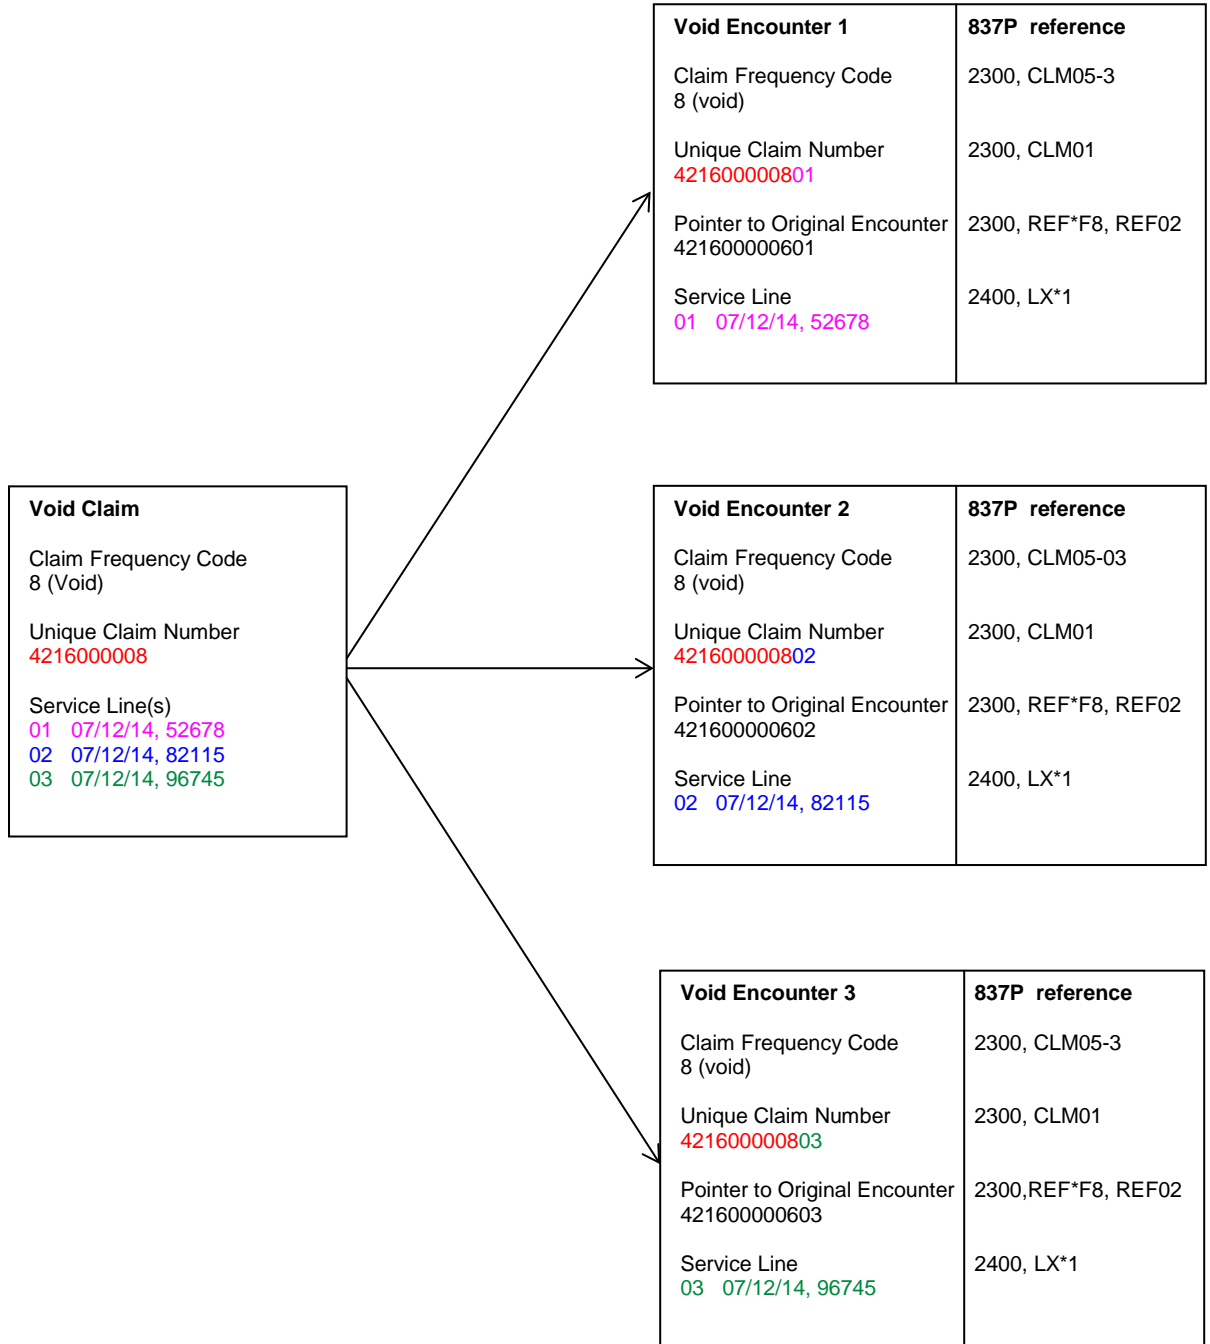 Void Claim
Claim Frequency Code
8 (Void)
Unique Claim Number
4216000008
Service Line(s)
01 07/12/14, 52678
02 07/12/14, 82115
03 07/12/14, 96745
Void Encounter 1 837P reference
Claim Frequency Code 2300, CLM05-3
8 (void)
Unique Claim Number 2300, CLM01
421600000801
Pointer to Original Encounter 2300, REF*F8, REF02
421600000601
Service Line 2400, LX*1
01 07/12/14, 52678
Void Encounter 2 837P reference
Claim Frequency Code 2300, CLM05-03
8 (void)
Unique Claim Number 2300, CLM01
421600000802
Pointer to Original Encounter 2300, REF*F8, REF02
421600000602
Service Line 2400, LX*1
02 07/12/14, 82115
Void Encounter 3 837P reference
Claim Frequency Code 2300, CLM05-3
8 (void)
Unique Claim Number 2300, CLM01
421600000803
Pointer to Original Encounter 2300,REF*F8, REF02
421600000603
Service Line 2400, LX*1
03 07/12/14, 96745